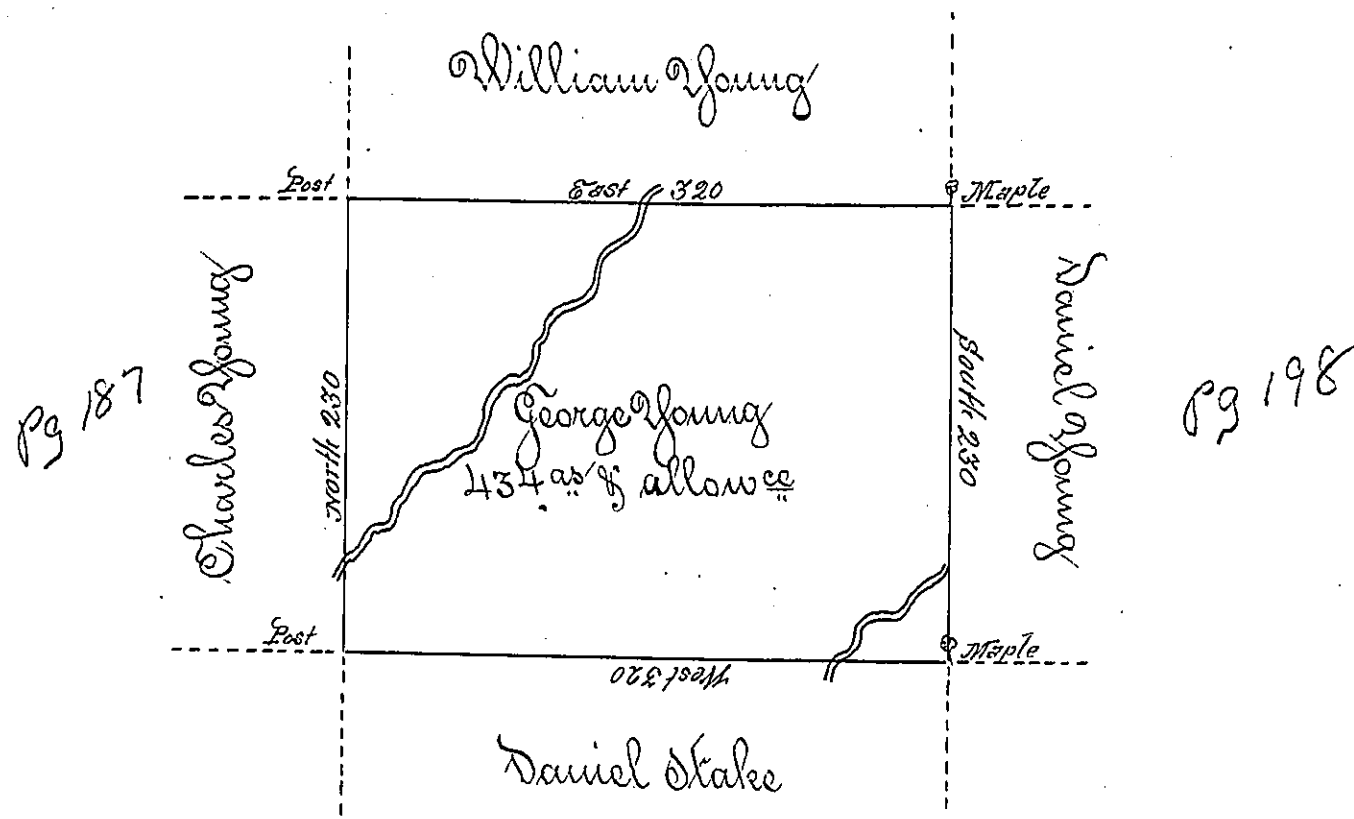 William Young
Post
East 320
Maple
Charles Young
Daniel Young
pg 187
North 230
George Young
434 as & allowce
South 230
pg 198
Post
West 320
Maple
Daniel Stake